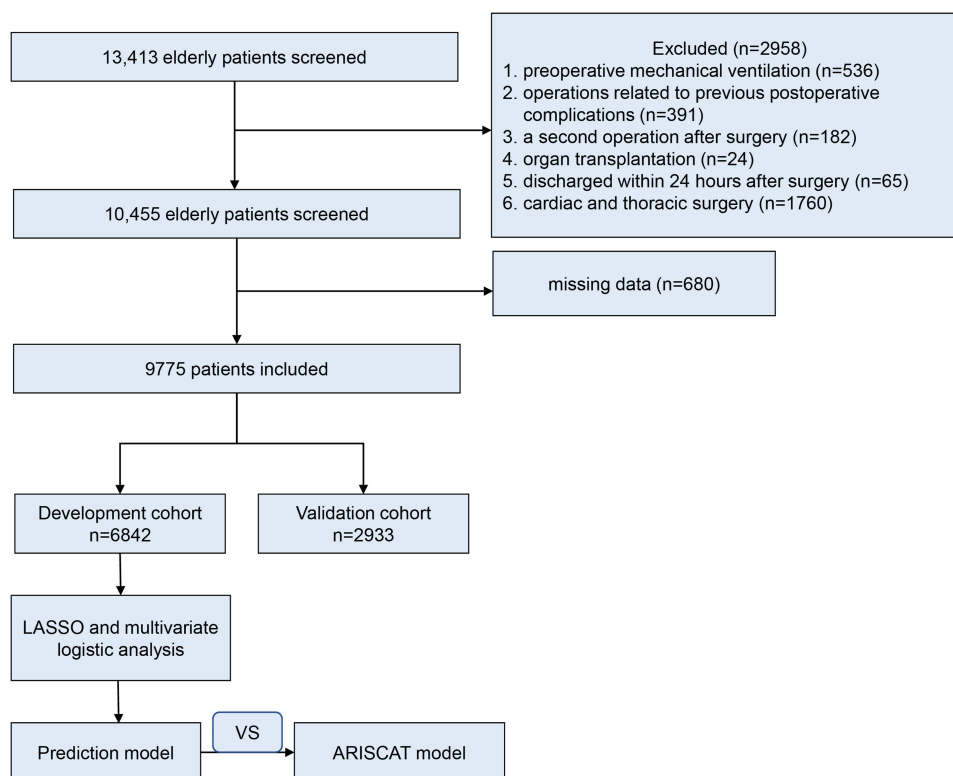 13,413 elderly patients screened
Excluded (n=2958)
1. preoperative mechanical ventilation (n=536)
2. operations related to previous postoperative
complications (n=391)
3. a second operation after surgery (n=182)
4. organ transplantation (n=24)
5. discharged within 24 hours after surgery (n=65)
6. cardiac and thoracic surgery (n=1760)
10,455 elderly patients screened
missing data (n=680)
9775 patients included
Development cohort
n=6842
Validation cohort
n=2933
LASSO and multivariate
logistic analysis
Prediction model
VS
ARISCAT model